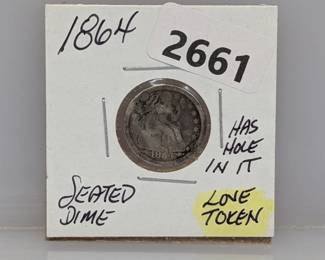 1864
2661
HAS
HOLE
IN IT
SEATED
DIME
LOVE
TOKEN